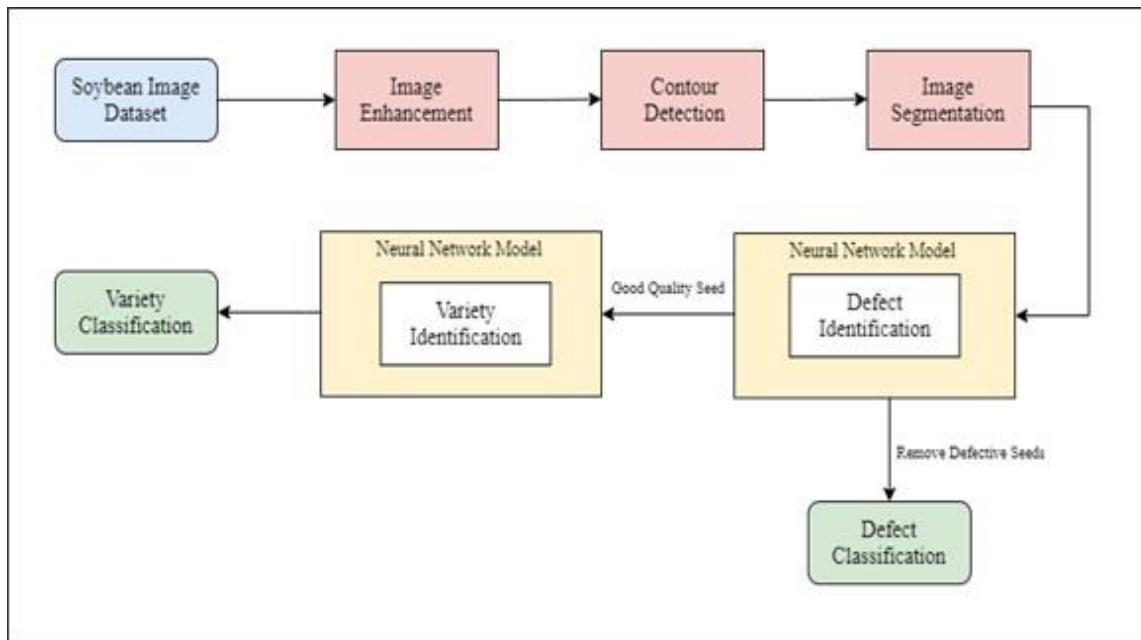 Soybean Image
Dataset
Image
Enhancement
Contour
Detection
Image
Segmentation
Neural Network Model
Defect
Identification
Good Quality Seed
Neural Network Model
Variety
Identification
Variety
Classification
Remove Defective Seeds
Defect
Classification